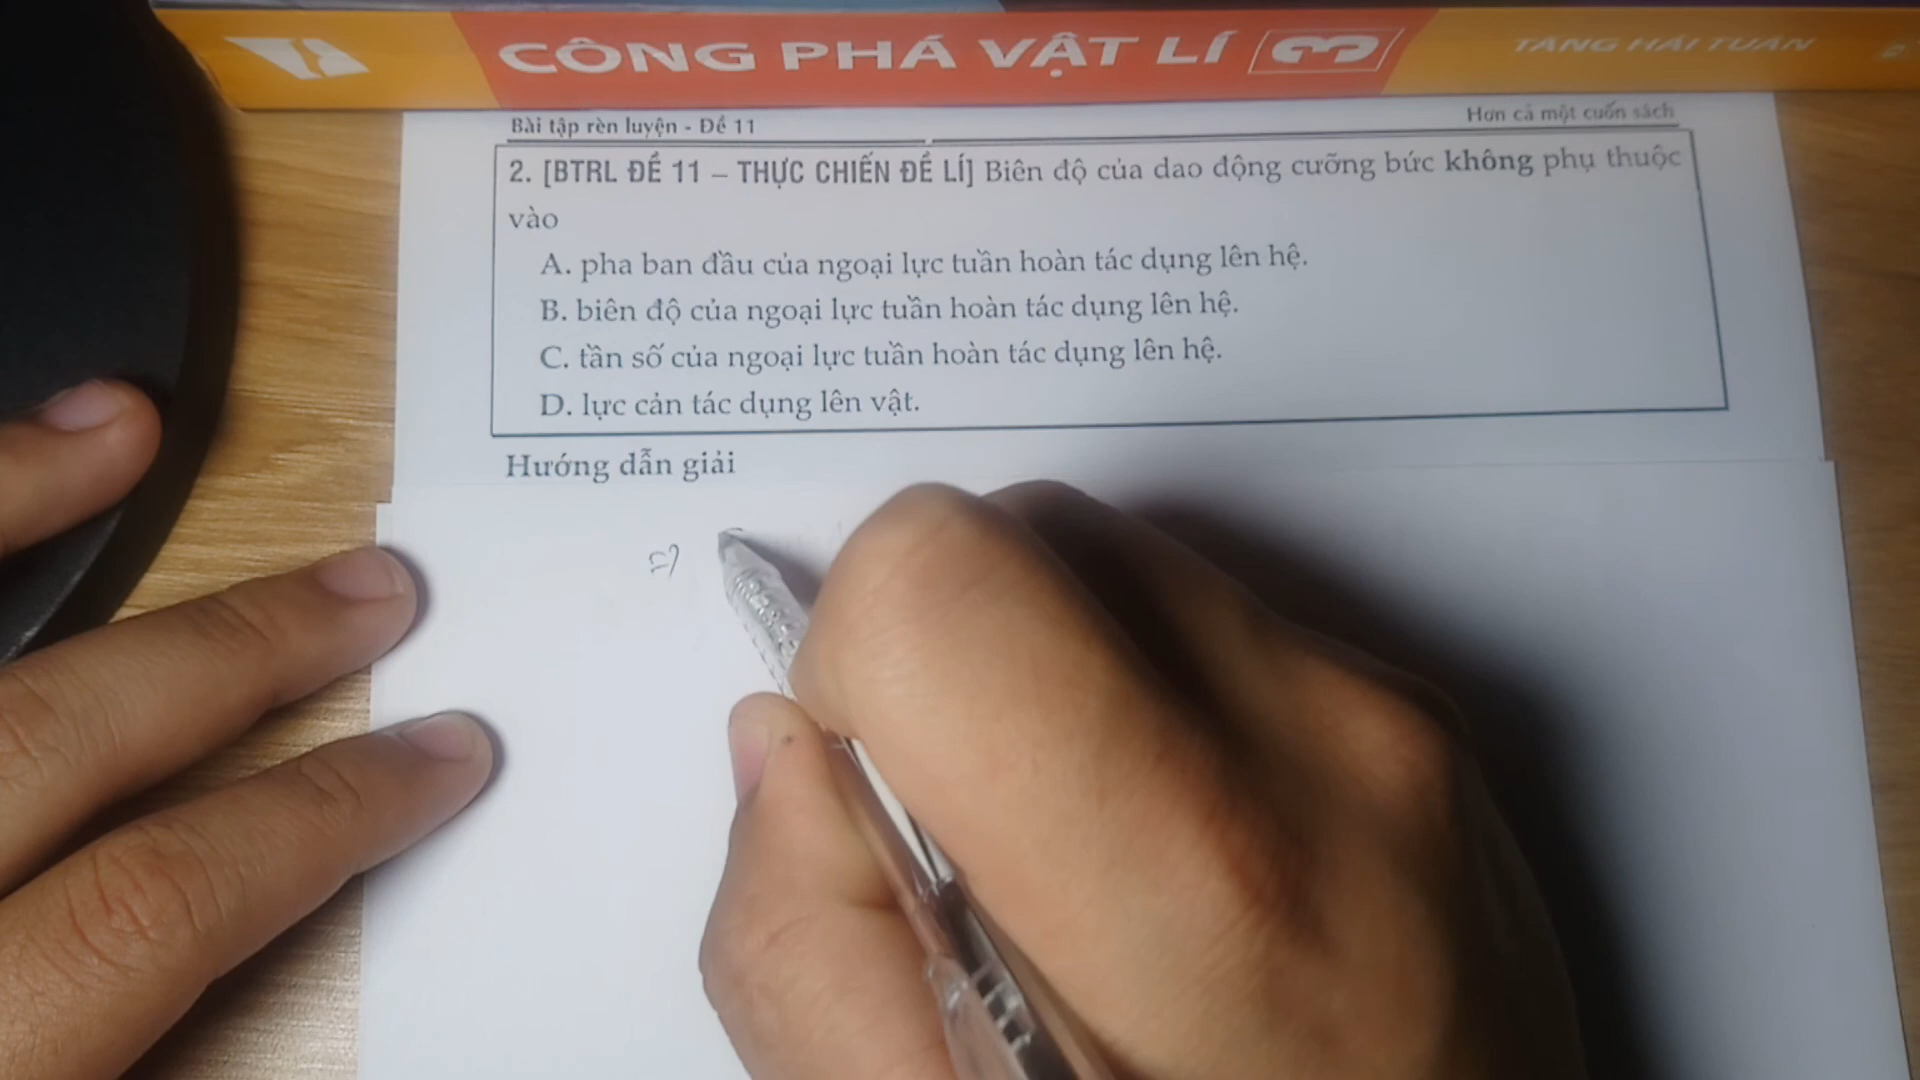 CÔNG PHÁ VẬT LÍ 3 TĂNG HẢI TUÂN
Bài tập rèn luyện - Đề 11
Hơn cả một cuốn sách
2. [BTRL ĐỀ 11 – THỰC CHIẾN ĐỀ LÍ] Biên độ của dao động cưỡng bức không phụ thuộc
vào
A. pha ban đầu của ngoại lực tuần hoàn tác dụng lên hệ.
B. biên độ của ngoại lực tuần hoàn tác dụng lên hệ.
C. tần số của ngoại lực tuần hoàn tác dụng lên hệ.
D. lực cản tác dụng lên vật.
Hướng dẫn giải
=)